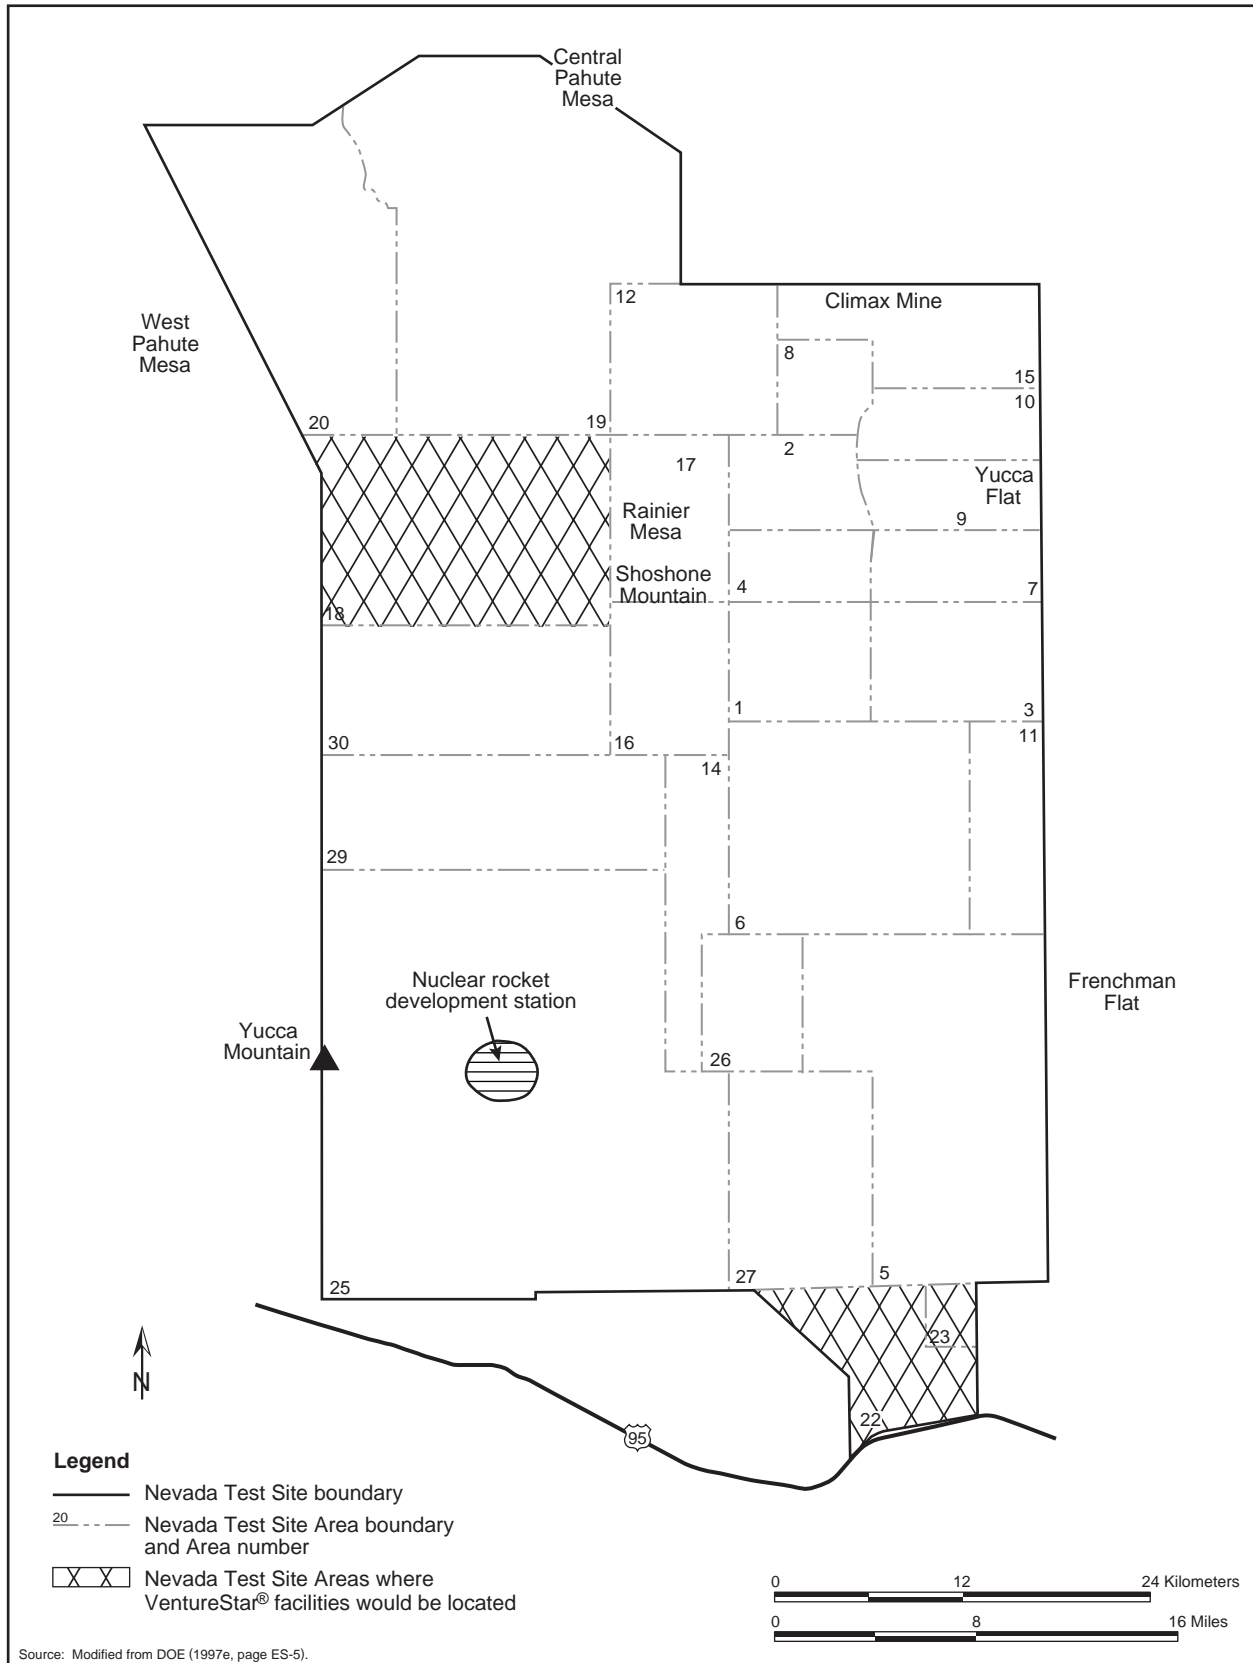 Central
Pahute
Mesa
12
Climax Mine
West
Pahute
Mesa
8
15
10
20
19
2
17
Yucca
Flat
Rainier
Mesa
9
Shoshone
Mountain
4
7
18
1
3
30
16
11
14
29
6
Nuclear rocket
development station
Frenchman
Flat
Yucca
Mountain
26
25
27
5
23
N
22
95
Legend
Nevada Test Site boundary
20
Nevada Test Site Area boundary
and Area number
Nevada Test Site Areas where
VentureStar® facilities would be located
0 12 24 Kilometers
0 8 16 Miles
Source: Modified from DOE (1997e, page ES-5).